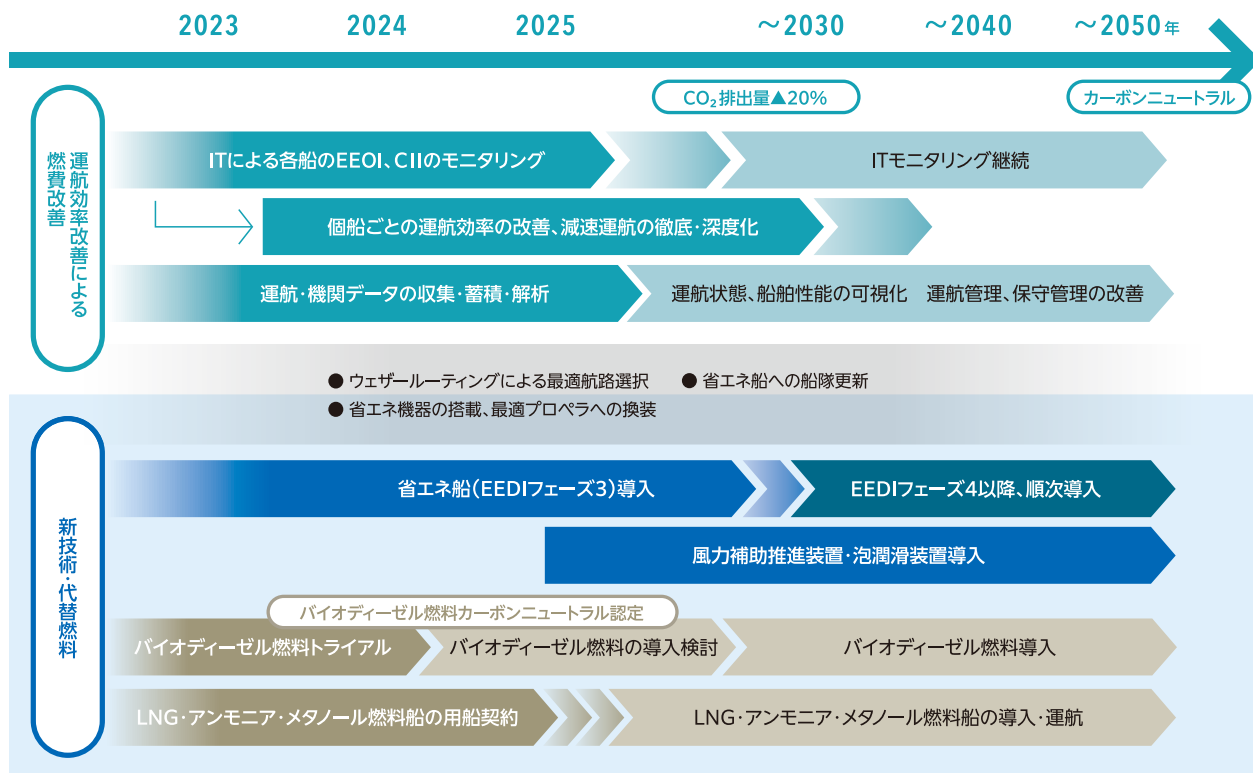 2023 2024 2025 ～2030 ～2040 ～2050年
CO₂排出量▲20% カーボンニュートラル
運航効率改善による
燃費改善
ITによる各船のEEOI、CIIのモニタリング ITモニタリング継続
個船ごとの運航効率の改善、減速運航の徹底・深度化
運航・機関データの収集・蓄積・解析 運航状態、船舶性能の可視化 運航管理、保守管理の改善
● ウェザールーティングによる最適航路選択 ● 省エネ船への船隊更新
● 省エネ機器の搭載、最適プロペラへの換装
新技術・代替燃料
省エネ船（EEDIフェーズ3）導入 EEDIフェーズ4以降、順次導入
風力補助推進装置・泡潤滑装置導入
バイオディーゼル燃料カーボンニュートラル認定
バイオディーゼル燃料トライアル バイオディーゼル燃料の導入検討 バイオディーゼル燃料導入
LNG・アンモニア・メタノール燃料船の用船契約 LNG・アンモニア・メタノール燃料船の導入・運航